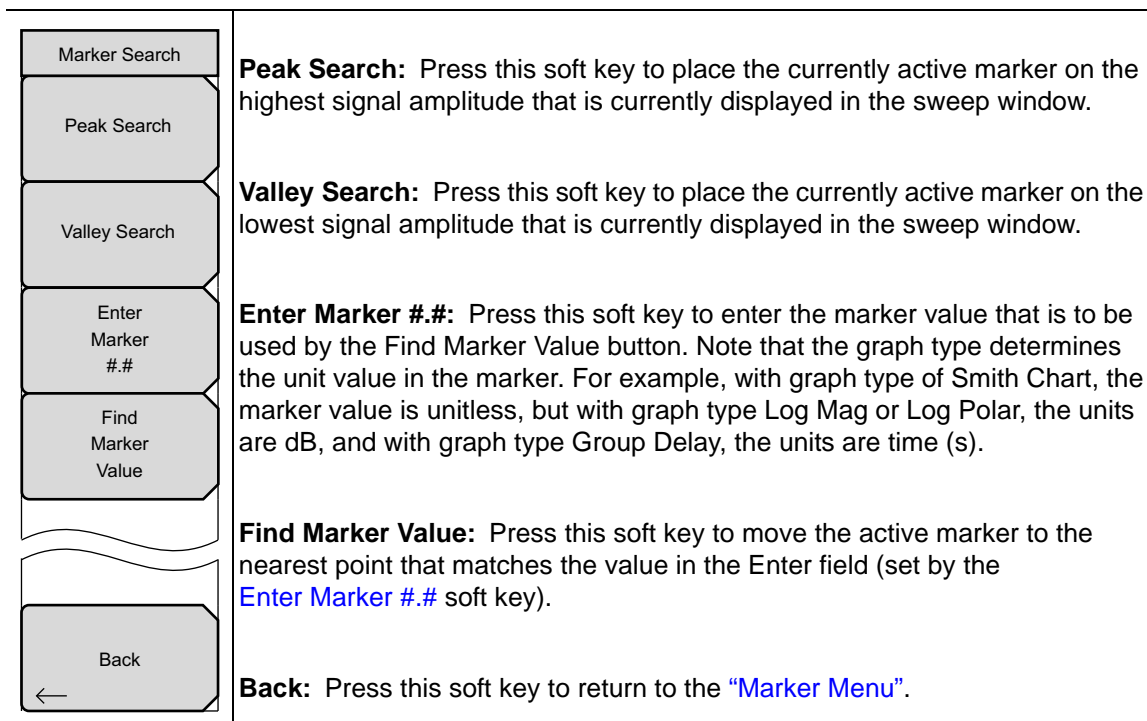 Marker Search
Peak Search
Valley Search
Enter
Marker
#.#
Find
Marker
Value
Back
Peak Search: Press this soft key to place the currently active marker on the
highest signal amplitude that is currently displayed in the sweep window.
Valley Search: Press this soft key to place the currently active marker on the
lowest signal amplitude that is currently displayed in the sweep window.
Enter Marker #.#: Press this soft key to enter the marker value that is to be
used by the Find Marker Value button. Note that the graph type determines
the unit value in the marker. For example, with graph type of Smith Chart, the
marker value is unitless, but with graph type Log Mag or Log Polar, the units
are dB, and with graph type Group Delay, the units are time (s).
Find Marker Value: Press this soft key to move the active marker to the
nearest point that matches the value in the Enter field (set by the
Enter Marker #.# soft key).
Back: Press this soft key to return to the “Marker Menu”.